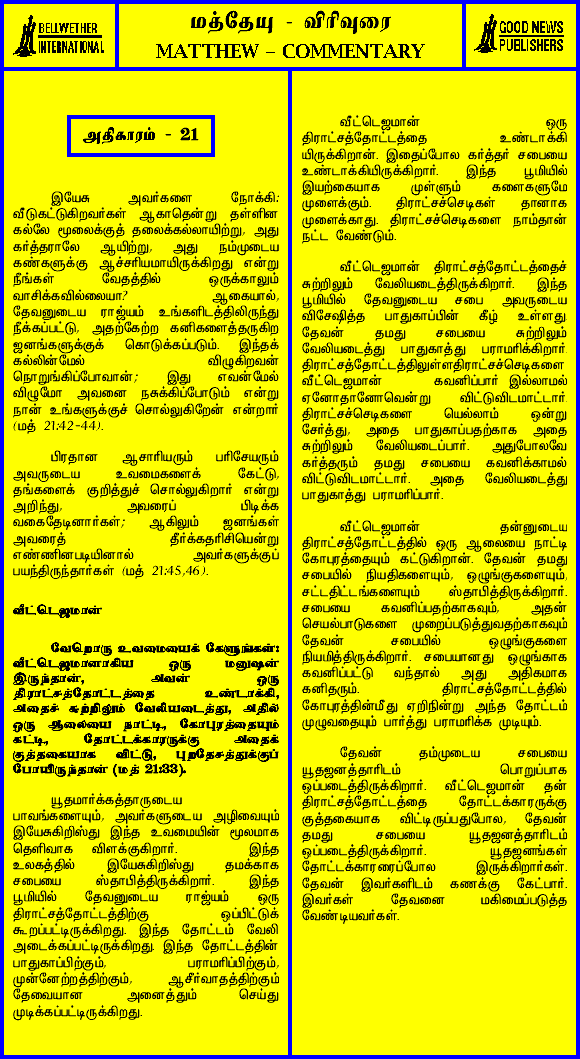 BELLWETHER
INTERNATIONAL
மத்தேயு - விரிவுரை
MATTHEW – COMMENTARY
GOOD NEWS
PUBLISHERS
அதிகாரம் - 21
இயேசு அவர்களை நோக்கி:
வீடுகட்டுகிறவர்கள் ஆகாதென்று தள்ளின
கல்லே மூலைக்குத் தலைக்கல்லாயிற்று, அது
கர்த்தராலே ஆயிற்று, அது நம்முடைய
கண்களுக்கு ஆச்சரியமாயிருக்கிறது என்று
நீங்கள் வேதத்தில் ஒருக்காலும்
வாசிக்கவில்லையா? ஆகையால்,
தேவனுடைய ராஜ்யம் உங்களிடத்திலிருந்து
நீக்கப்பட்டு, அதற்கேற்ற கனிகளைத்தருகிற
ஜனங்களுக்குக் கொடுக்கப்படும். இந்தக்
கல்லின்மேல் விழுகிறவன்
நொறுங்கிப்போவான்; இது எவன்மேல்
விழுமோ அவனை நசுக்கிப்போடும் என்று
நான் உங்களுக்குச் சொல்லுகிறேன் என்றார்
(மத் 21:42-44).
பிரதான ஆசாரியரும் பரிசேயரும்
அவருடைய உவமைகளைக் கேட்டு,
தங்களைக் குறித்துச் சொல்லுகிறார் என்று
அறிந்து, அவரைப் பிடிக்க
வகைதேடினார்கள்; ஆகிலும் ஜனங்கள்
அவரைத் தீர்க்கதரிசியென்று
எண்ணினபடியினால் அவர்களுக்குப்
பயந்திருந்தார்கள் (மத் 21:45,46).
வீட்டெஜமான்
வேறொரு உவமையைக் கேளுங்கள்:
வீட்டெஜமானாகிய ஒரு மனுஷன்
இருந்தான், அவன் ஒரு
திராட்சத்தோட்டத்தை உண்டாக்கி,
அதைச் சுற்றிலும் வேலியடைத்து, அதில்
ஒரு ஆலையை நாட்டி, கோபுரத்தையும்
கட்டி, தோட்டக்காரருக்கு அதைக்
குத்தகையாக விட்டு, புறதேசத்துக்குப்
போயிருந்தான் (மத் 21:33).
யூதமார்க்கத்தாருடைய
பாவங்களையும், அவர்களுடைய அழிவையும்
இயேசுகிறிஸ்து இந்த உவமையின் மூலமாக
தெளிவாக விளக்குகிறார். இந்த
உலகத்தில் இயேசுகிறிஸ்து தமக்காக
சபையை ஸ்தாபித்திருக்கிறார். இந்த
பூமியில் தேவனுடைய ராஜ்யம் ஒரு
திராட்சத்தோட்டத்திற்கு ஒப்பிட்டுக்
கூறப்பட்டிருக்கிறது. இந்த தோட்டம் வேலி
அடைக்கப்பட்டிருக்கிறது. இந்த தோட்டத்தின்
பாதுகாப்பிற்கும், பராமரிப்பிற்கும்,
முன்னேற்றத்திற்கும், ஆசீர்வாதத்திற்கும்
தேவையான அனைத்தும் செய்து
முடிக்கப்பட்டிருக்கிறது.
வீட்டெஜமான் ஒரு
திராட்சத்தோட்டத்தை உண்டாக்கி
யிருக்கிறான். இதைப்போல கர்த்தர் சபையை
உண்டாக்கியிருக்கிறார். இந்த பூமியில்
இயற்கையாக முள்ளும் களைகளுமே
முளைக்கும். திராட்சச்செடிகள் தானாக
முளைக்காது. திராட்சச்செடிகளை நாம்தான்
நட்ட வேண்டும்.
வீட்டெஜமான் திராட்சத்தோட்டத்தைச்
சுற்றிலும் வேலியடைத்திருக்கிறார். இந்த
பூமியில் தேவனுடைய சபை அவருடைய
விசேஷித்த பாதுகாப்பின் கீழ் உள்ளது.
தேவன் தமது சபையை சுற்றிலும்
வேலியடைத்து பாதுகாத்து பராமரிக்கிறார்.
திராட்சத்தோட்டத்திலுள்ளதிராட்சச்செடிகளை
வீட்டெஜமான் கவனிப்பார் இல்லாமல்
ஏனோதானோவென்று விட்டுவிடமாட்டார்.
திராட்சச்செடிகளை யெல்லாம் ஒன்று
சேர்த்து, அதை பாதுகாப்பதற்காக அதை
சுற்றிலும் வேலியடைப்பார். அதுபோலவே
கர்த்தரும் தமது சபையை கவனிக்காமல்
விட்டுவிடமாட்டார். அதை வேலியடைத்து
பாதுகாத்து பராமரிப்பார்.
வீட்டெஜமான் தன்னுடைய
திராட்சத்தோட்டத்தில் ஒரு ஆலையை நாட்டி
கோபுரத்தையும் கட்டுகிறான். தேவன் தமது
சபையில் நியதிகளையும், ஒழுங்குகளையும்,
சட்டதிட்டங்களையும் ஸ்தாபித்திருக்கிறார்.
சபையை கவனிப்பதற்காகவும், அதன்
செயல்பாடுகளை முறைப்படுத்துவதற்காகவும்
தேவன் சபையில் ஒழுங்குகளை
நியமித்திருக்கிறார். சபையானது ஒழுங்காக
கவனிப்பட்டு வந்தால் அது அதிகமாக
கனிதரும். திராட்சத்தோட்டத்தில்
கோபுரத்தின்மீது ஏறிநின்று அந்த தோட்டம்
முழுவதையும் பார்த்து பராமரிக்க முடியும்.
தேவன் தம்முடைய சபையை
யூதஜனத்தாரிடம் பொறுப்பாக
ஒப்படைத்திருக்கிறார். வீட்டெஜமான் தன்
திராட்சத்தோட்டத்தை தோட்டக்காரருக்கு
குத்தகையாக விட்டிருப்பதுபோல, தேவன்
தமது சபையை யூதஜனத்தாரிடம்
ஒப்படைத்திருக்கிறார். யூதஜனங்கள்
தோட்டக்காரரைப்போல இருக்கிறார்கள்.
தேவன் இவர்களிடம் கணக்கு கேட்பார்.
இவர்கள் தேவனை மகிமைப்படுத்த
வேண்டியவர்கள்.